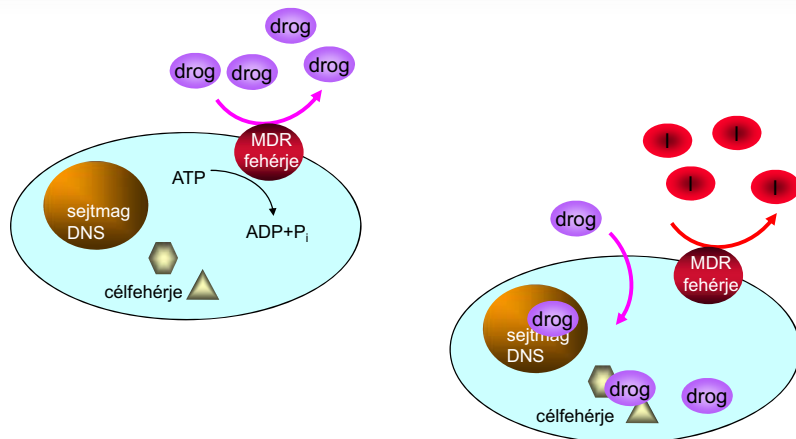 drog
drog
drog
drog
MDR
fehérje
ATP
sejtmag
DNS
ADP+Pi
célfehérje
I
I
I
I
drog
MDR
fehérje
drog
sejtmag
DNS
drog
drog
célfehérje